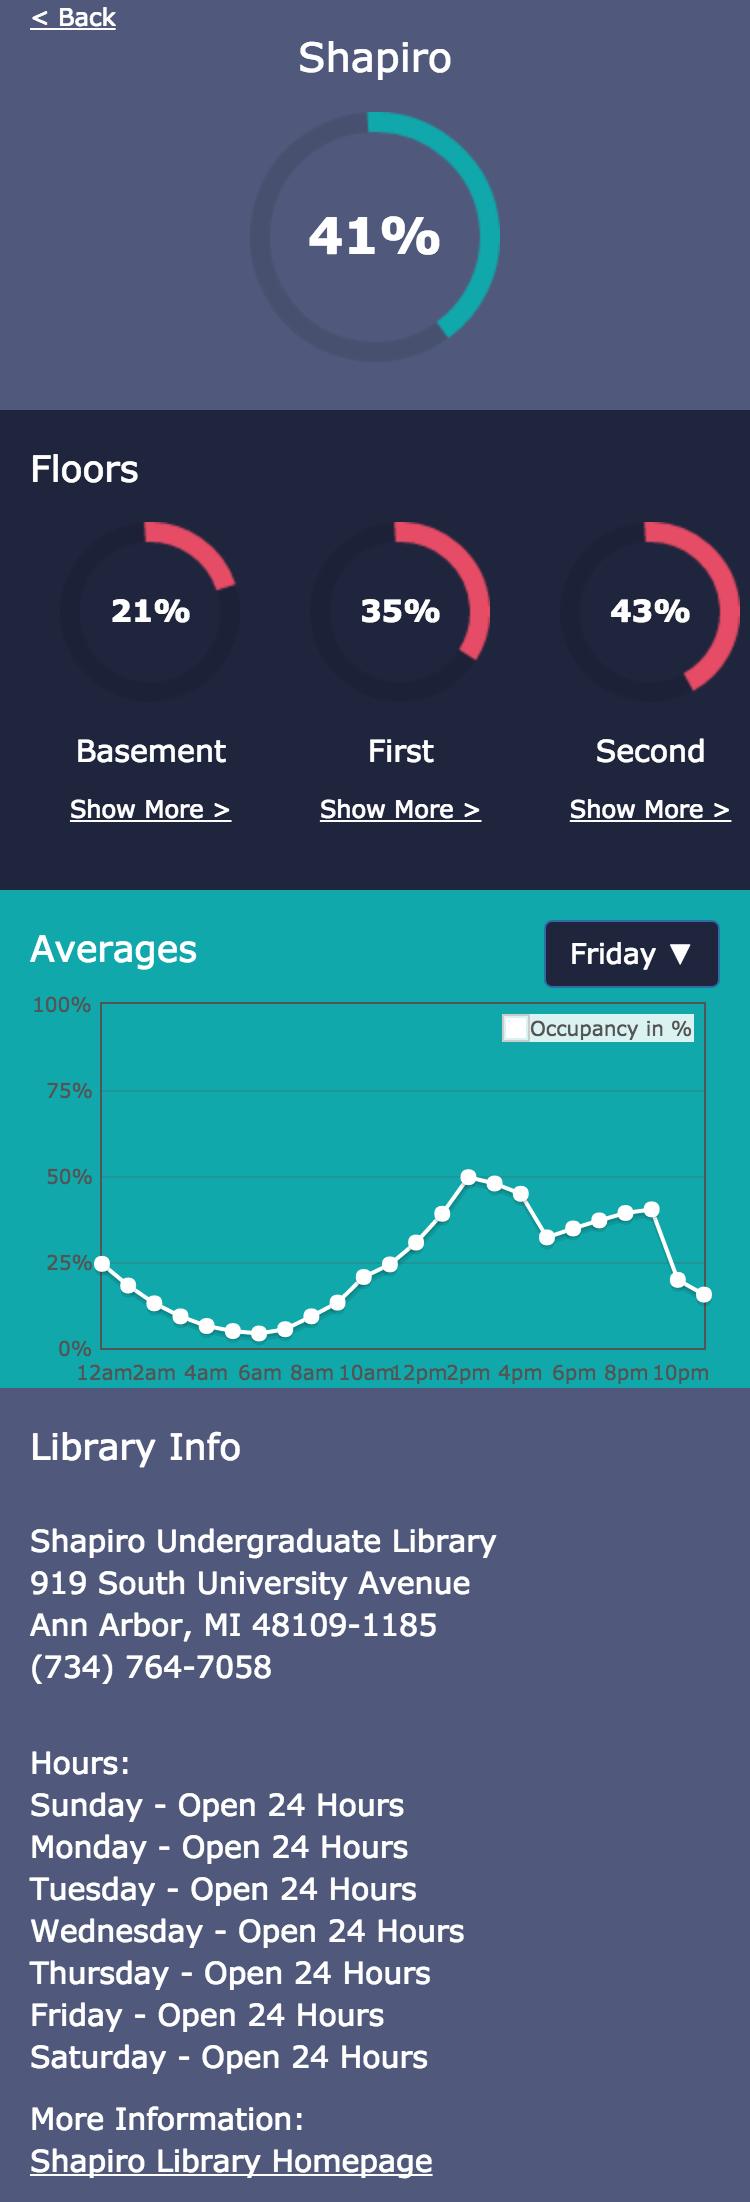 < Back
Shapiro
41%
Floors
21% 35% 43%
Basement First Second
Show More > Show More > Show More >
Averages
Friday ▼
100%
Occupancy in %
75%
50%
25%
0%
12am 2am 4am 6am 8am 10am 12pm 2pm 4pm 6pm 8pm 10pm
Library Info
Shapiro Undergraduate Library
919 South University Avenue
Ann Arbor, MI 48109-1185
(734) 764-7058
Hours:
Sunday - Open 24 Hours
Monday - Open 24 Hours
Tuesday - Open 24 Hours
Wednesday - Open 24 Hours
Thursday - Open 24 Hours
Friday - Open 24 Hours
Saturday - Open 24 Hours
More Information:
Shapiro Library Homepage